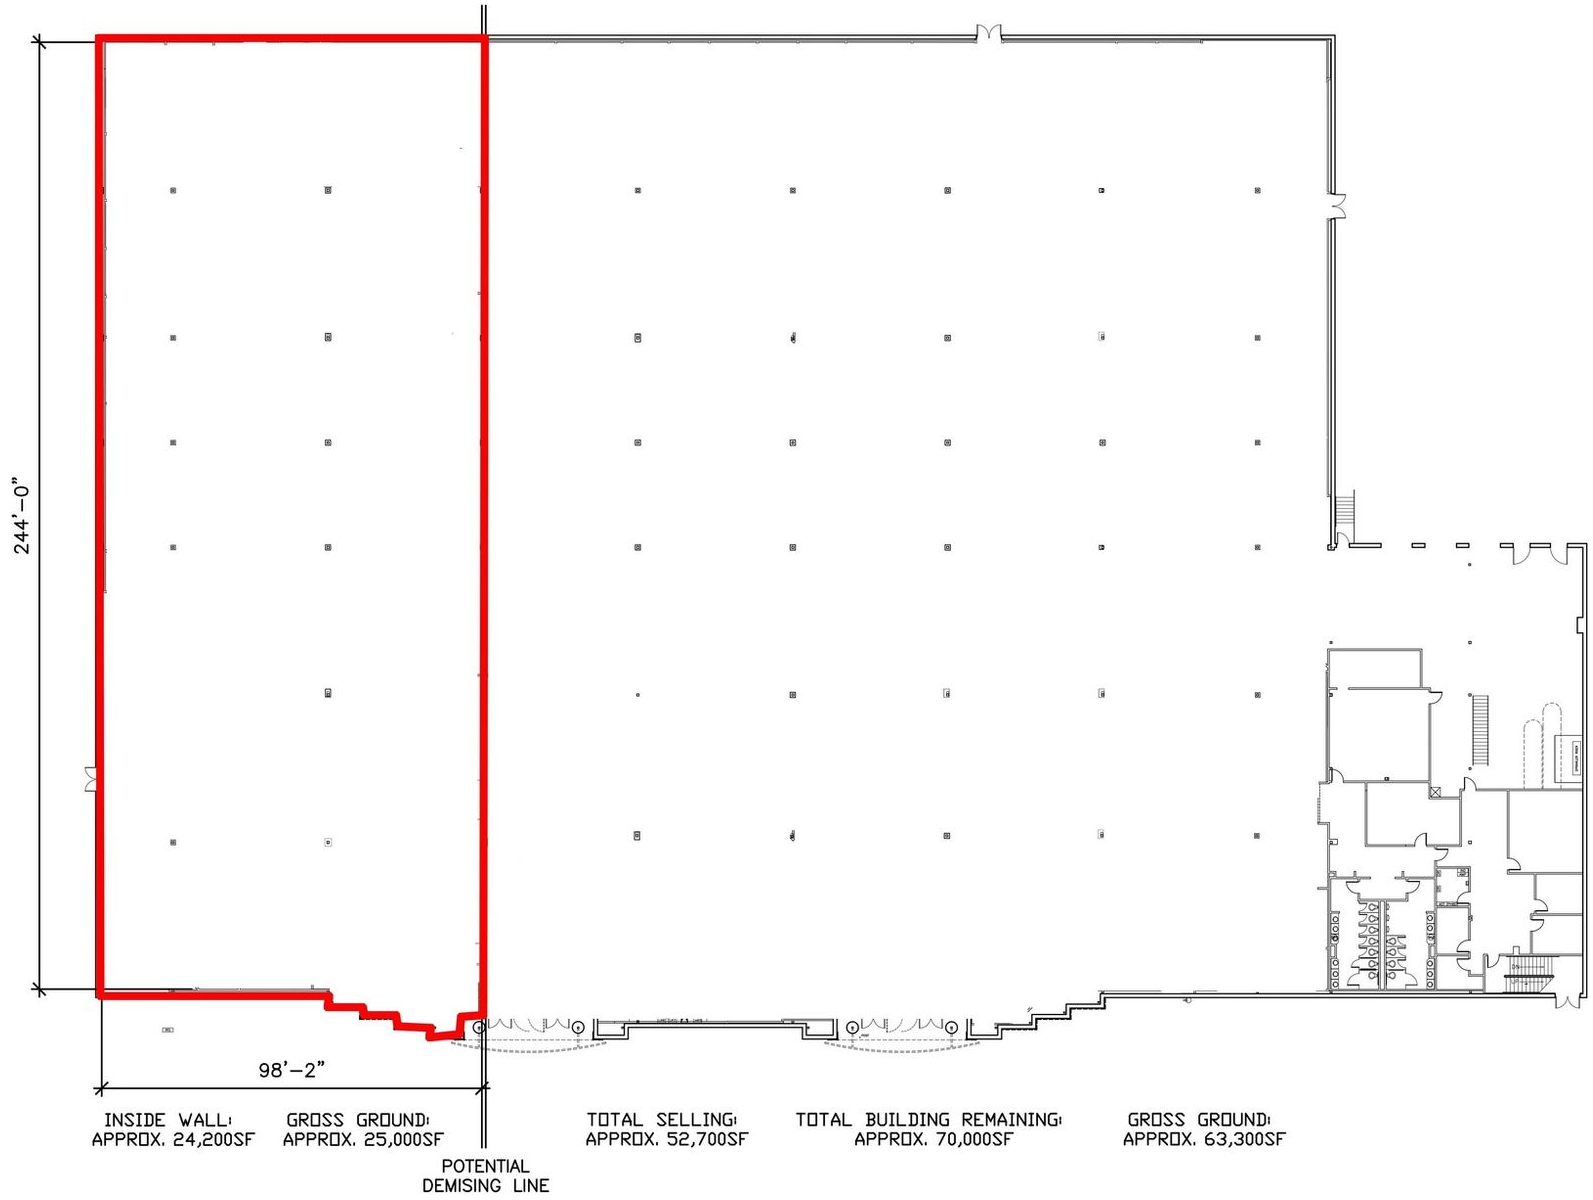 244'-0"
98'-2"
INSIDE WALL:
APPROX. 24,200SF
GROSS GROUND:
APPROX. 25,000SF
TOTAL SELLING:
APPROX. 52,700SF
TOTAL BUILDING REMAINING:
APPROX. 70,000SF
GROSS GROUND:
APPROX. 63,300SF
POTENTIAL
DEMISING LINE